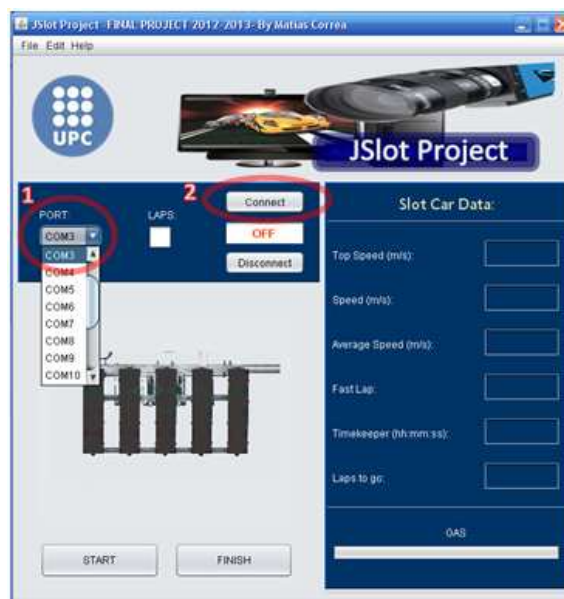 JSlot Project -FINAL PROJECT 2012-2013- By Matias Correa
File Edit Help
UPC
JSlot Project
1
2
PORT:
LAPS:
Connect
COM3
OFF
Disconnect
COM3
COM4
COM5
COM6
COM7
COM8
COM9
COM10
Slot Car Data:
Top Speed (m/s):
Speed (m/s):
Average Speed (m/s):
Fast Lap:
Timekeeper (hh:mm:ss):
Laps to go:
GAS
START
FINISH